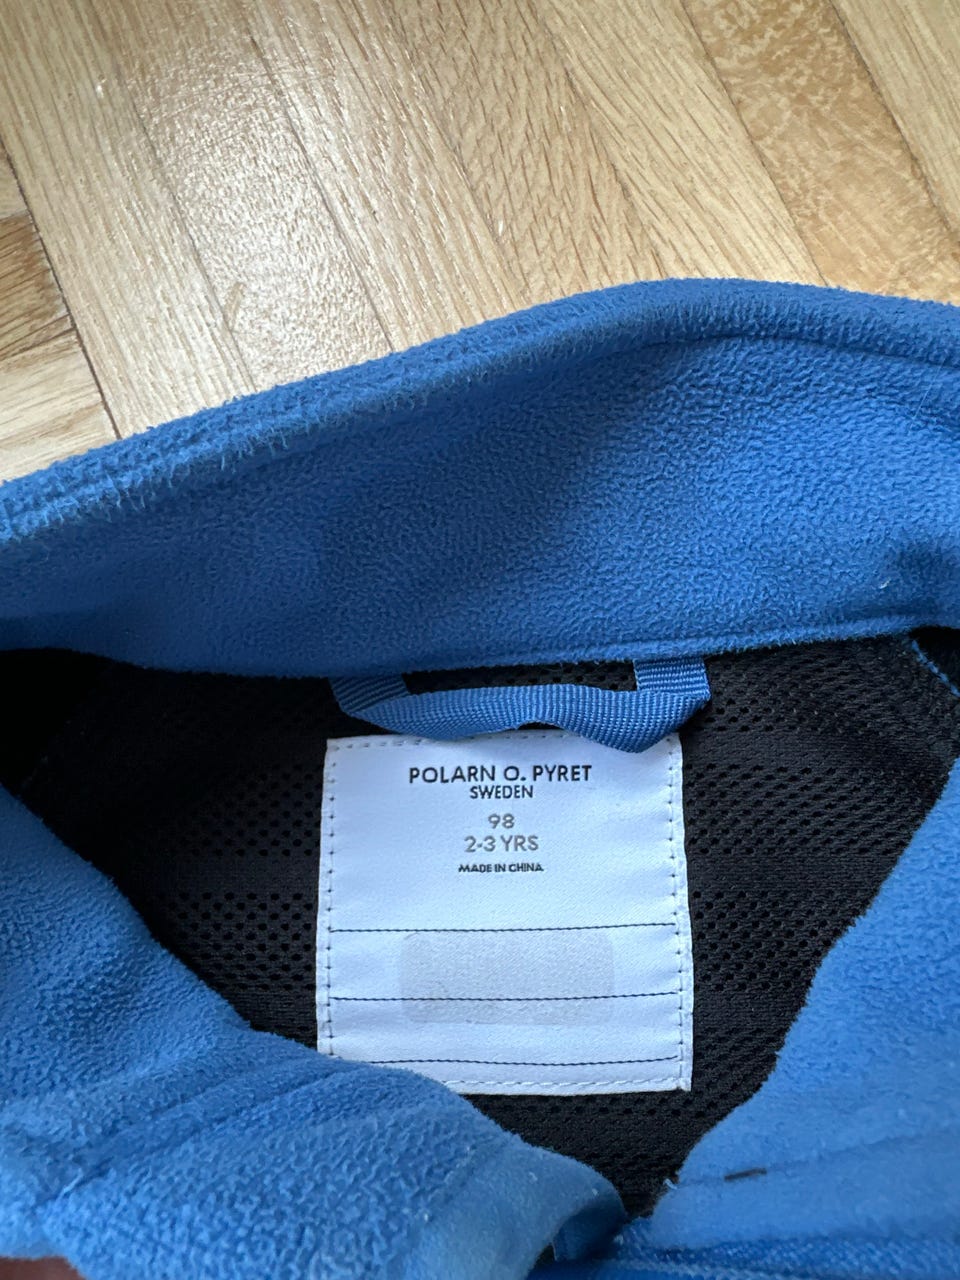 POLARN O. PYRET
SWEDEN
98
2-3 YRS
MADE IN CHINA